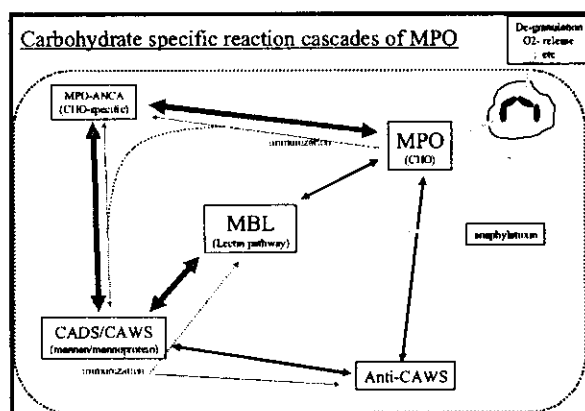 Carbohydrate specific reaction cascades of MPO
De-granulation
O2- release
etc
MPO-ANCA
(CHO-specific)
immunization
MPO
(CHO)
MBL
(Lectin pathway)
anaphylatoxin
CADS/CAWS
(mannan/mannoprotein)
immunization
Anti-CAWS